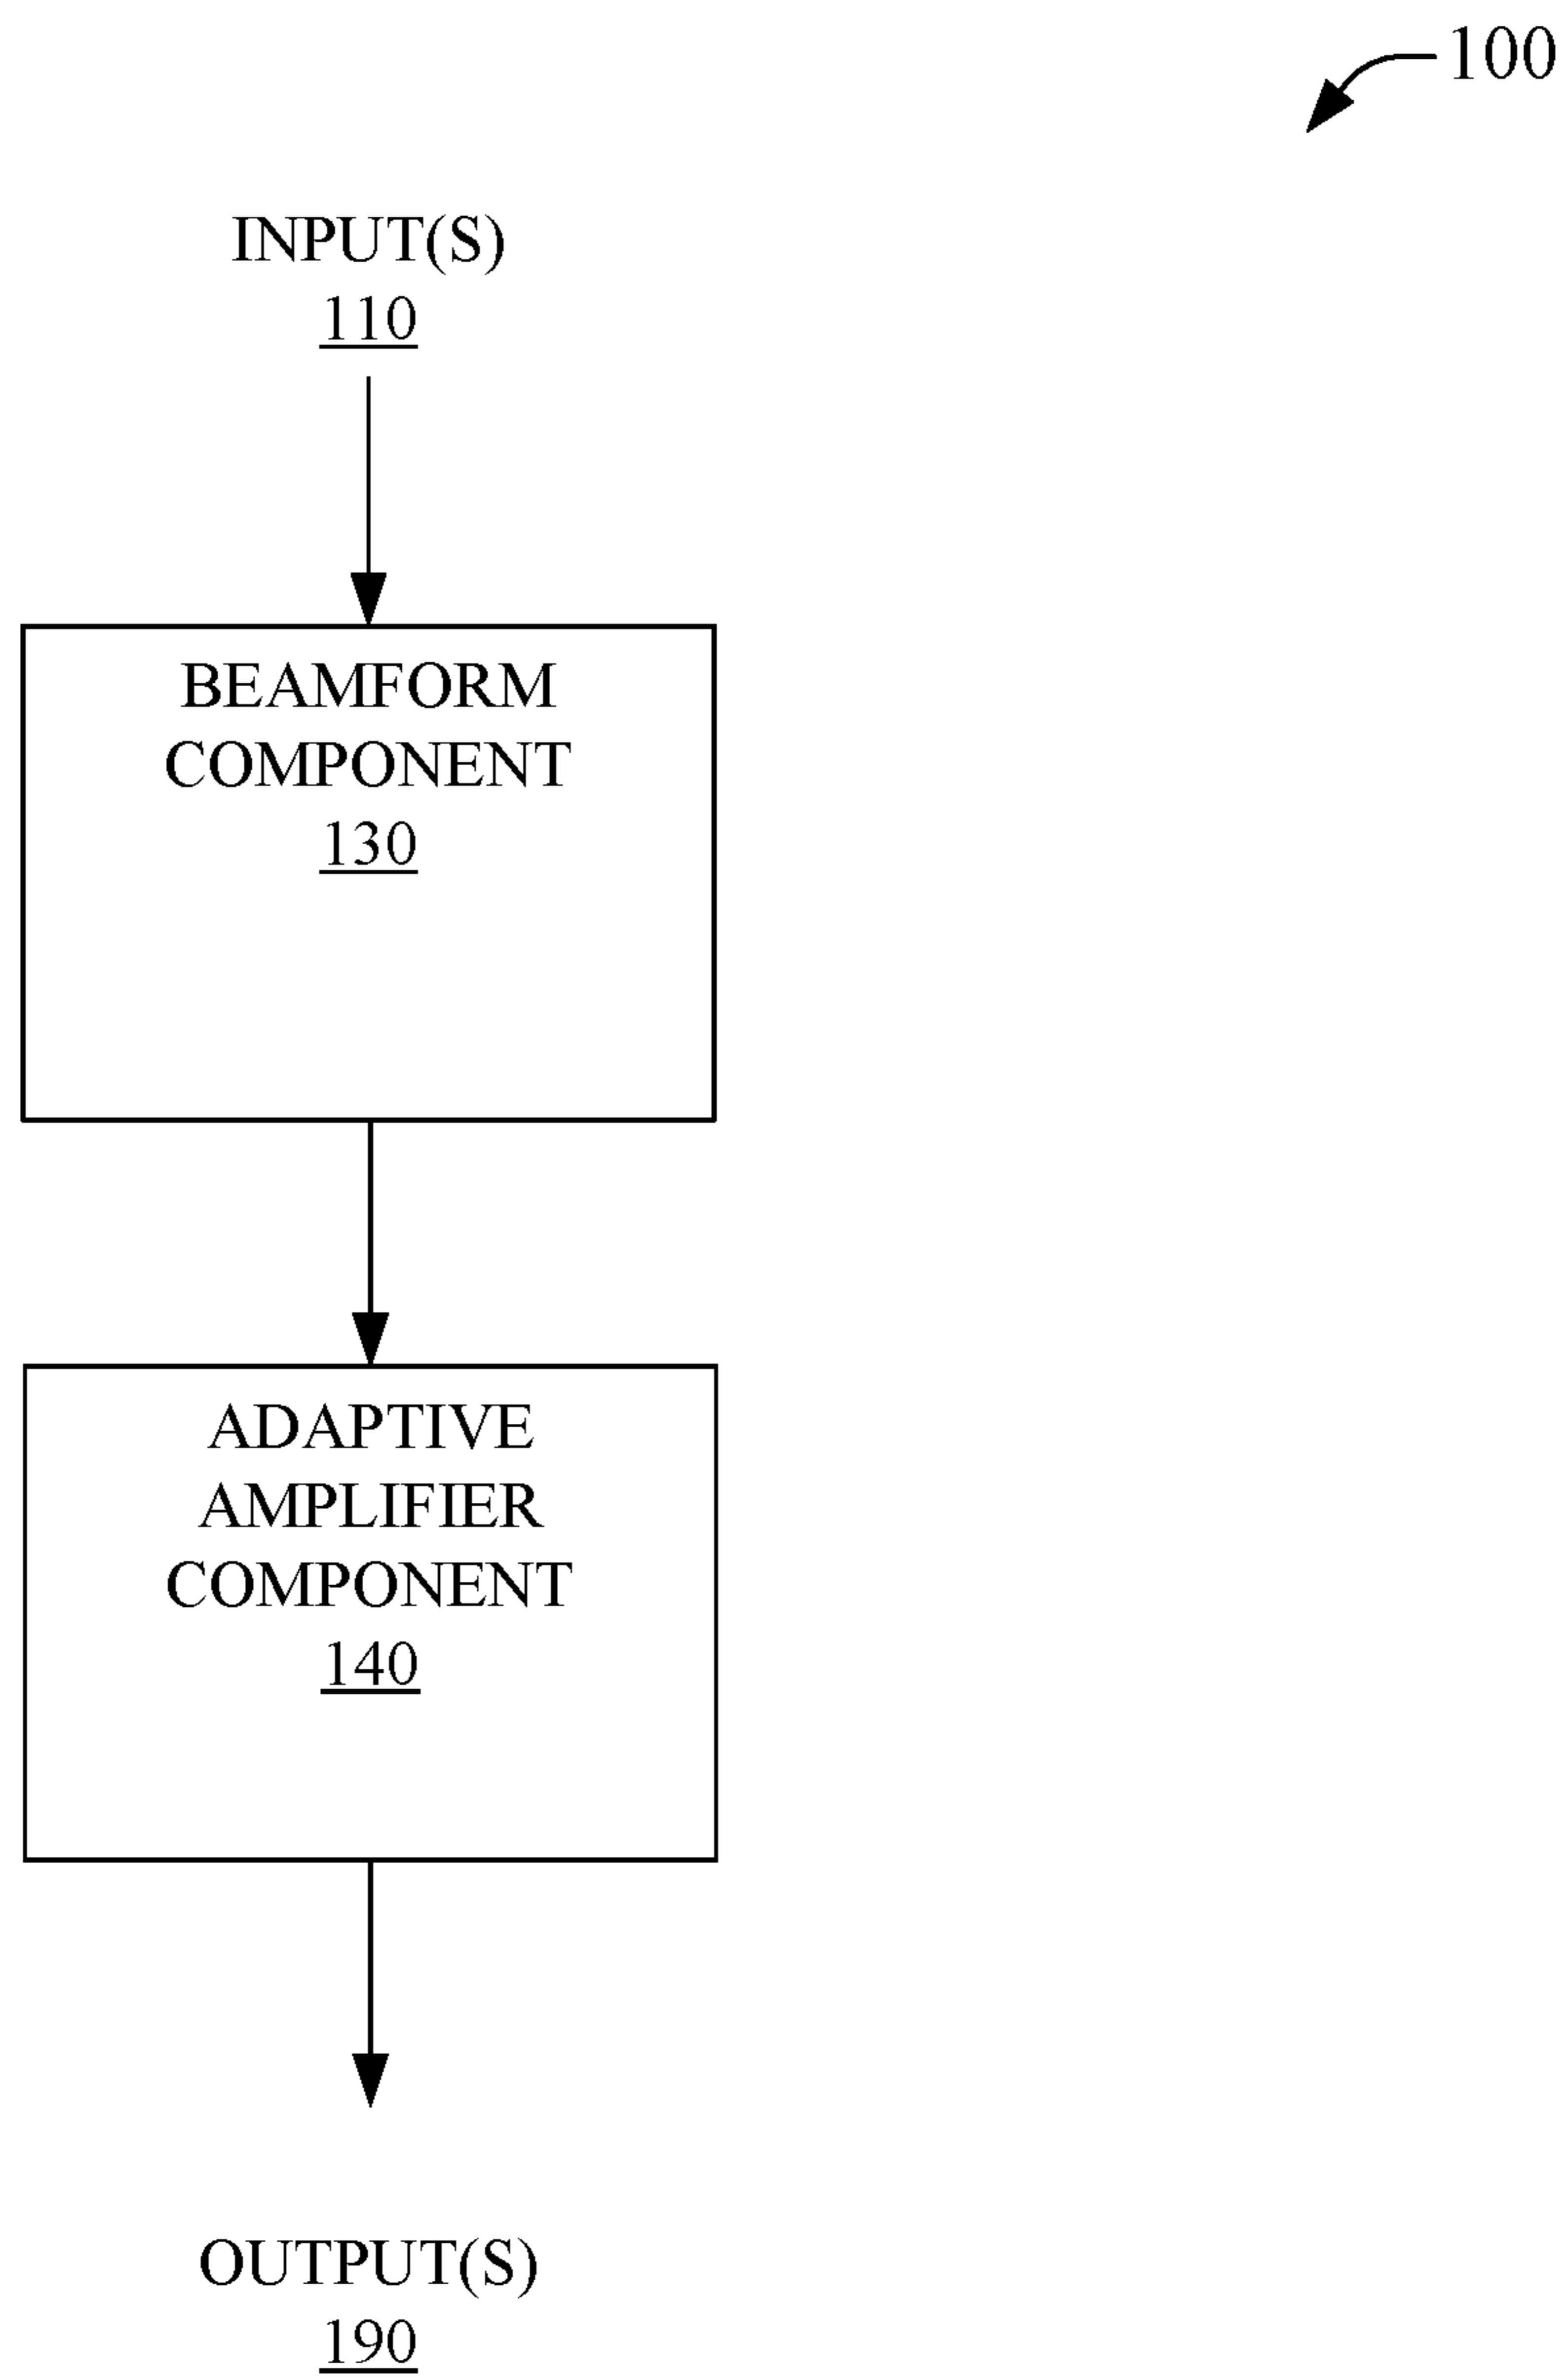 100
INPUT(S)
110
BEAMFORM
COMPONENT
130
ADAPTIVE
AMPLIFIER
COMPONENT
140
OUTPUT(S)
190